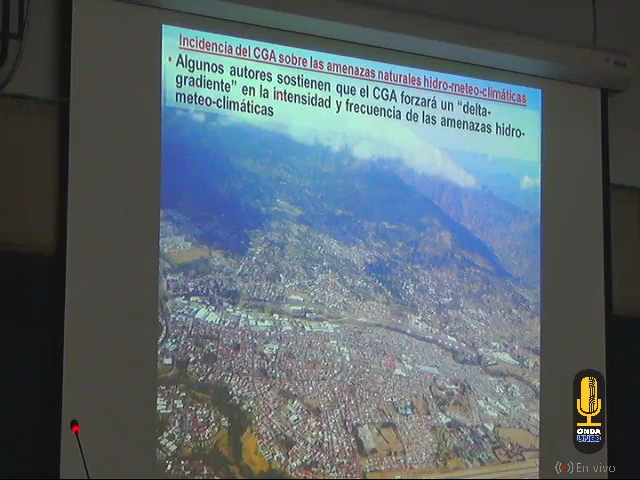 Incidencia del CGA sobre las amenazas naturales hidro-meteo-climáticas
• Algunos autores sostienen que el CGA forzará un “delta-
gradiente” en la intensidad y frecuencia de las amenazas hidro-
meteo-climáticas
ONDA
UNED
En vivo